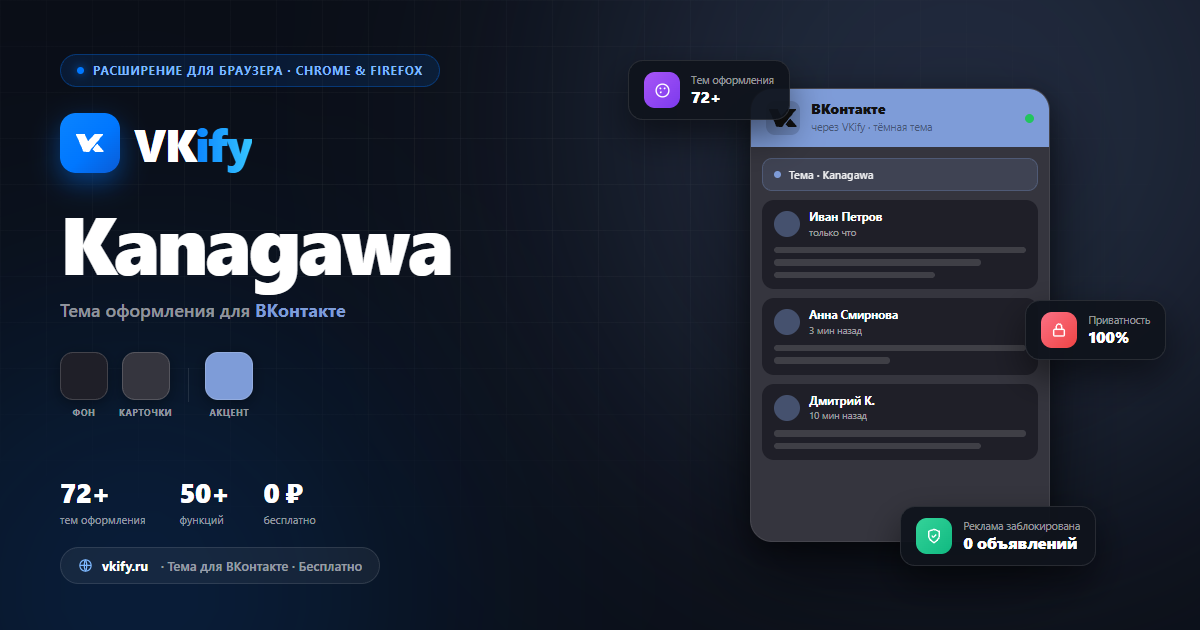 РАСШИРЕНИЕ ДЛЯ БРАУЗЕРА · CHROME & FIREFOX
VKify
Kanagawa
Тема оформления для ВКонтакте
ФОН
КАРТОЧКИ
АКЦЕНТ
72+
тем оформления
50+
функций
0 ₽
бесплатно
vkify.ru · Тема для ВКонтакте · Бесплатно
Тем оформления
72+
ВКонтакте
через VKify · тёмная тема
Тема · Kanagawa
Иван Петров
только что
Анна Смирнова
3 мин назад
Приватность
100%
Дмитрий К.
10 мин назад
Реклама заблокирована
0 объявлений